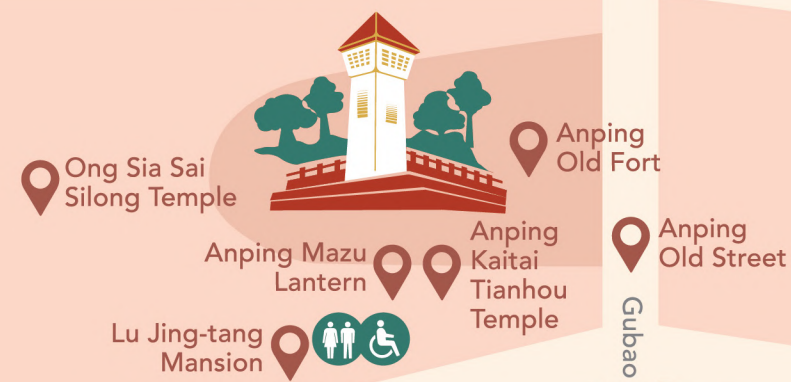 Anping
Old Fort
Ong Sia Sai
Silong Temple
Anping
Old Street
Anping Mazu
Lantern
Anping
Kaitai
Tianhou
Temple
Lu Jing-tang
Mansion
Gubao